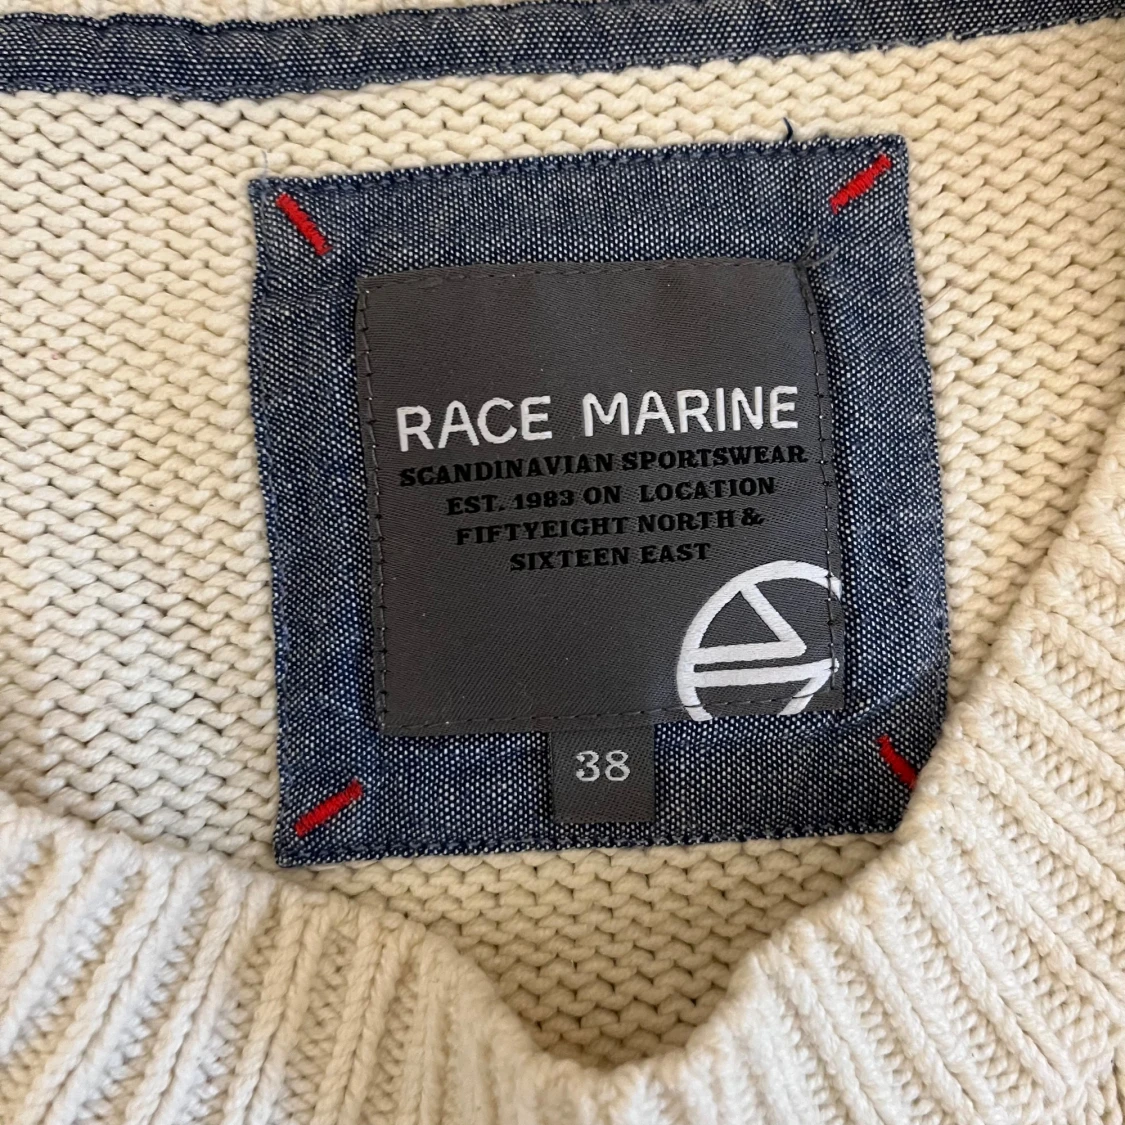 RACE MARINE
SCANDINAVIAN SPORTSWEAR
EST. 1983 ON LOCATION
FIFTYEIGHT NORTH &
SIXTEEN EAST
38